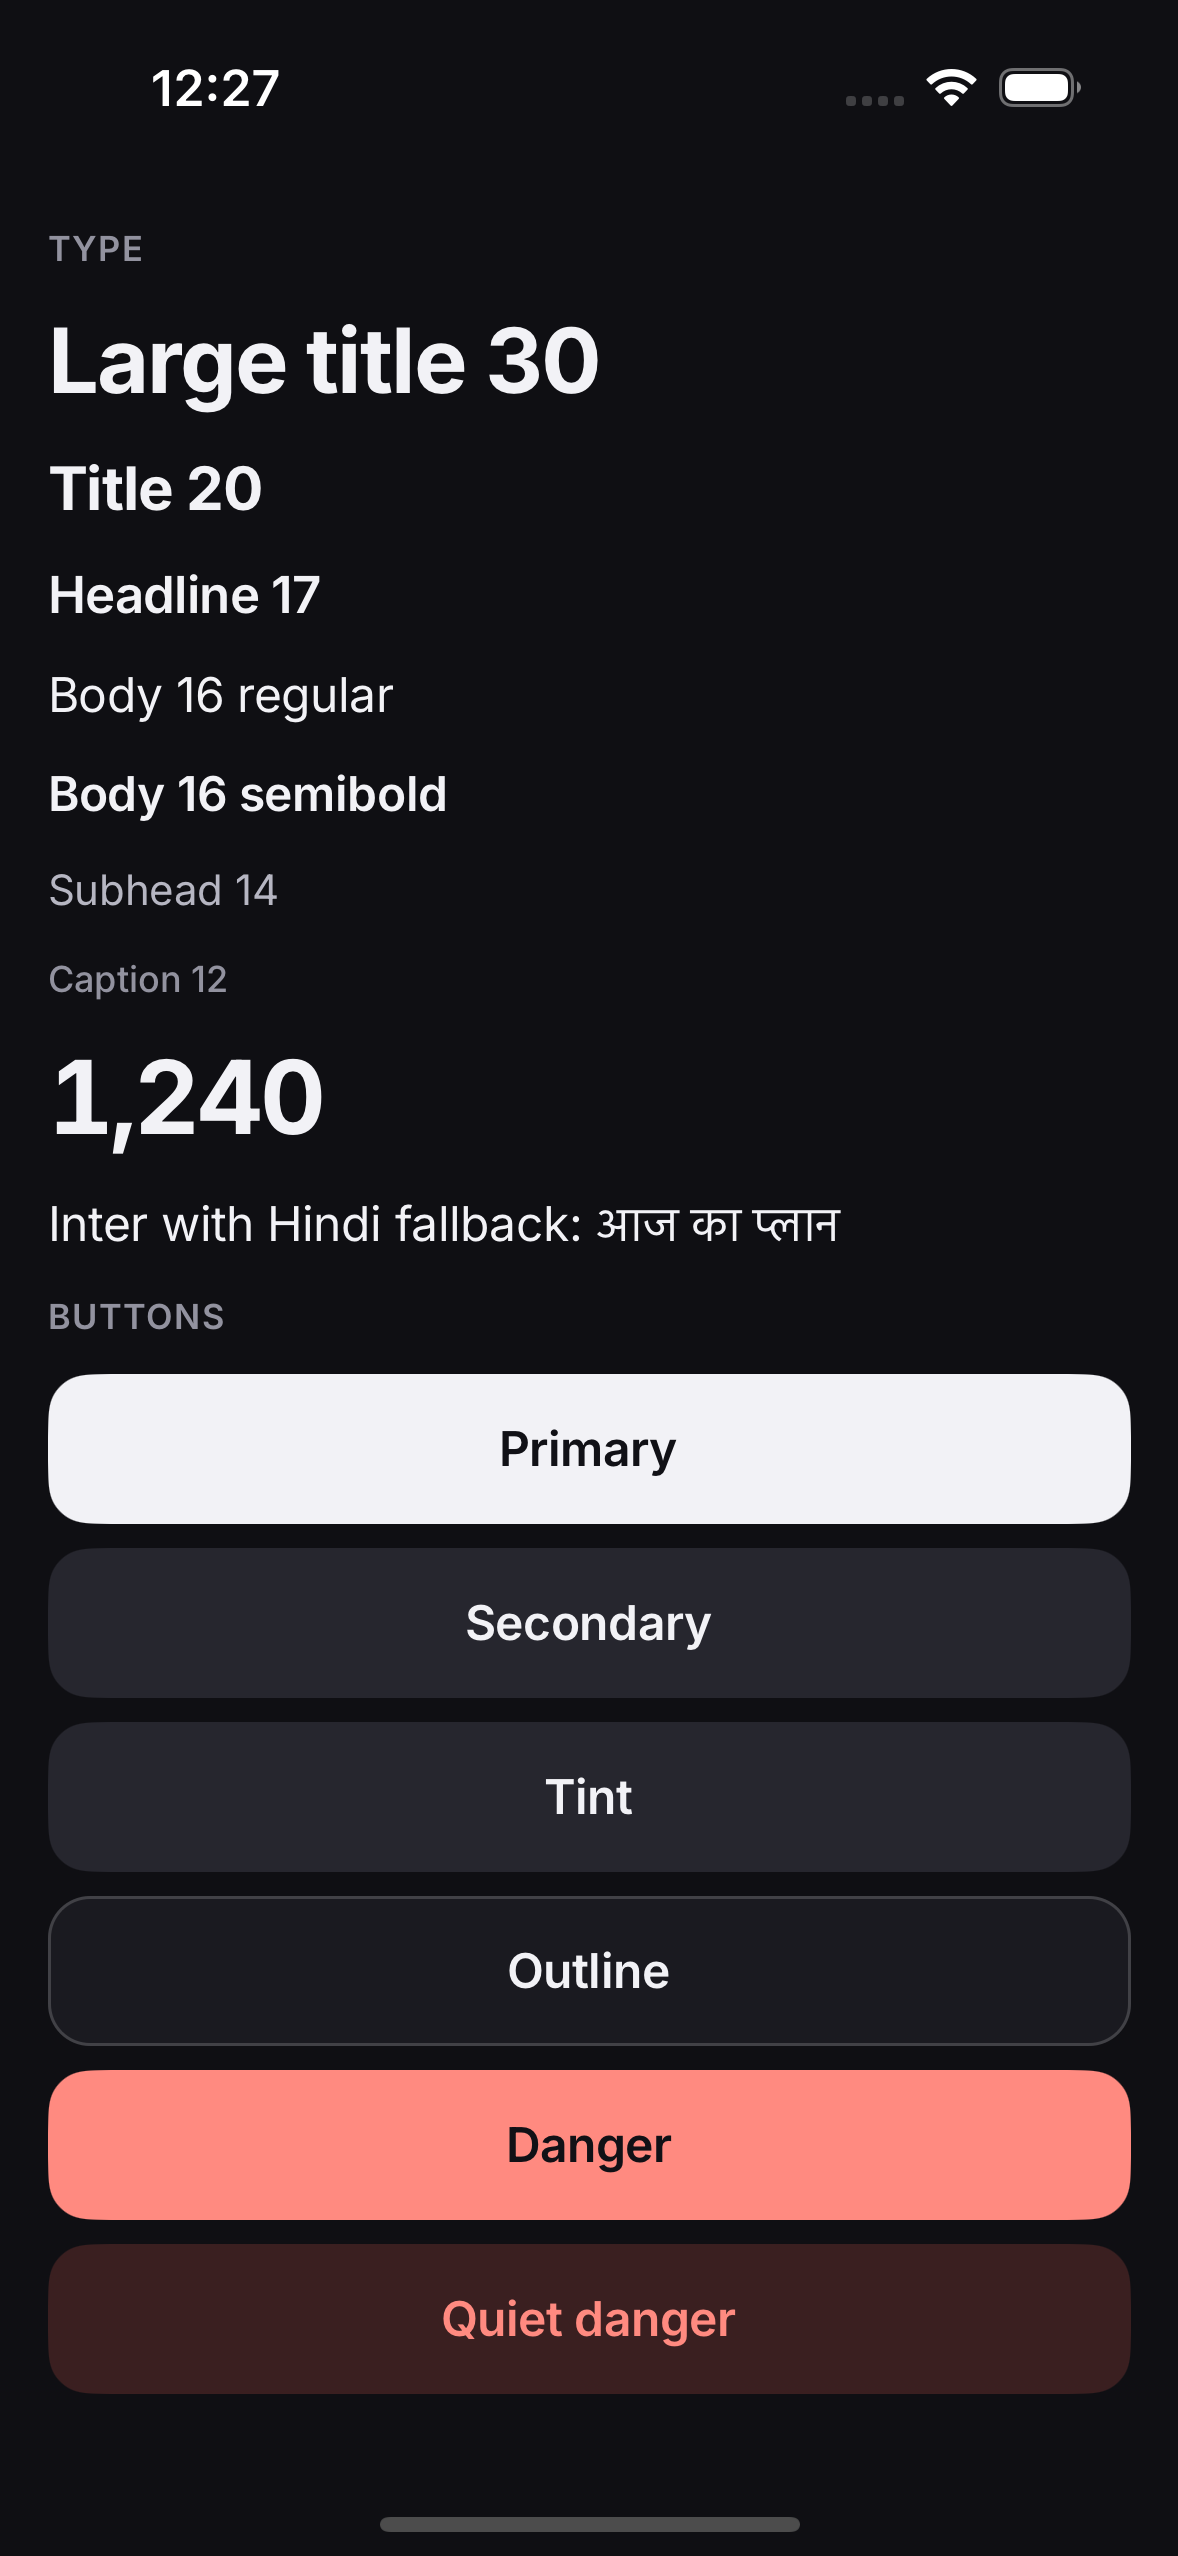 12:27
TYPE
Large title 30
Title 20
Headline 17
Body 16 regular
Body 16 semibold
Subhead 14
Caption 12
1,240
Inter with Hindi fallback: आज का प्लान
BUTTONS
Primary
Secondary
Tint
Outline
Danger
Quiet danger